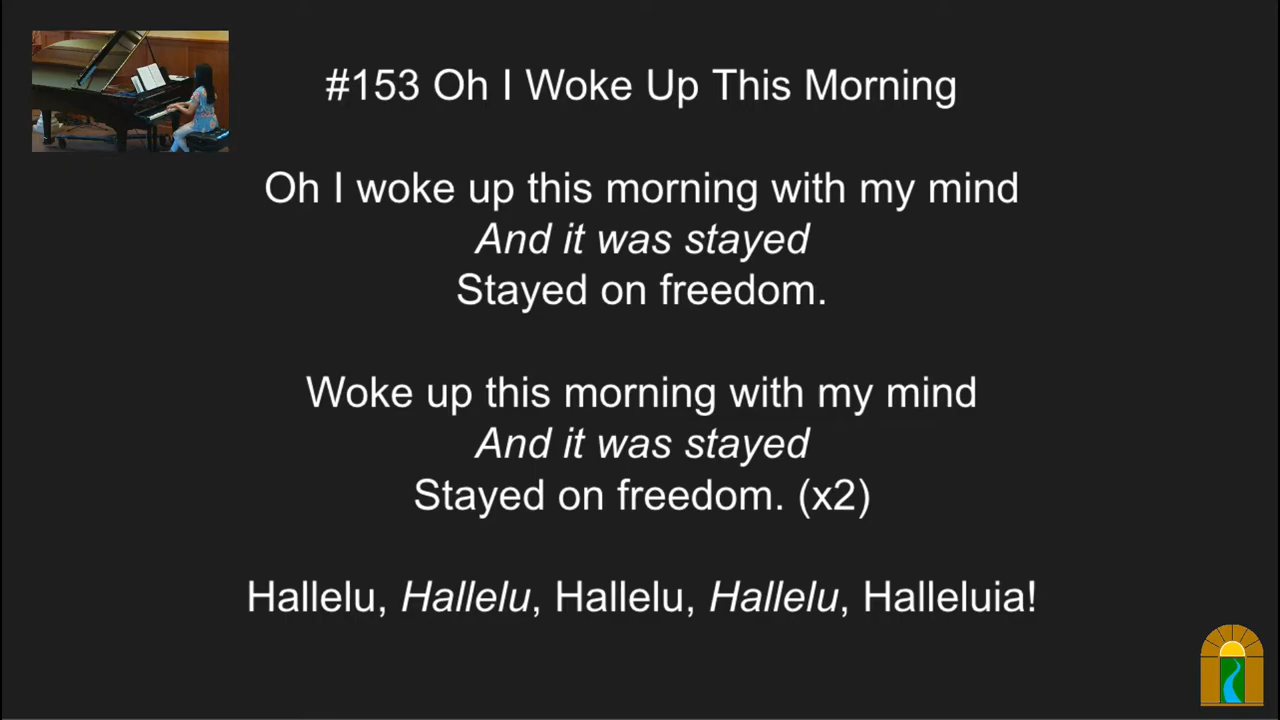 #153 Oh I Woke Up This Morning
Oh I woke up this morning with my mind
And it was stayed
Stayed on freedom.
Woke up this morning with my mind
And it was stayed
Stayed on freedom. (x2)
Hallelu, Hallelu, Hallelu, Hallelu, Halleluia!